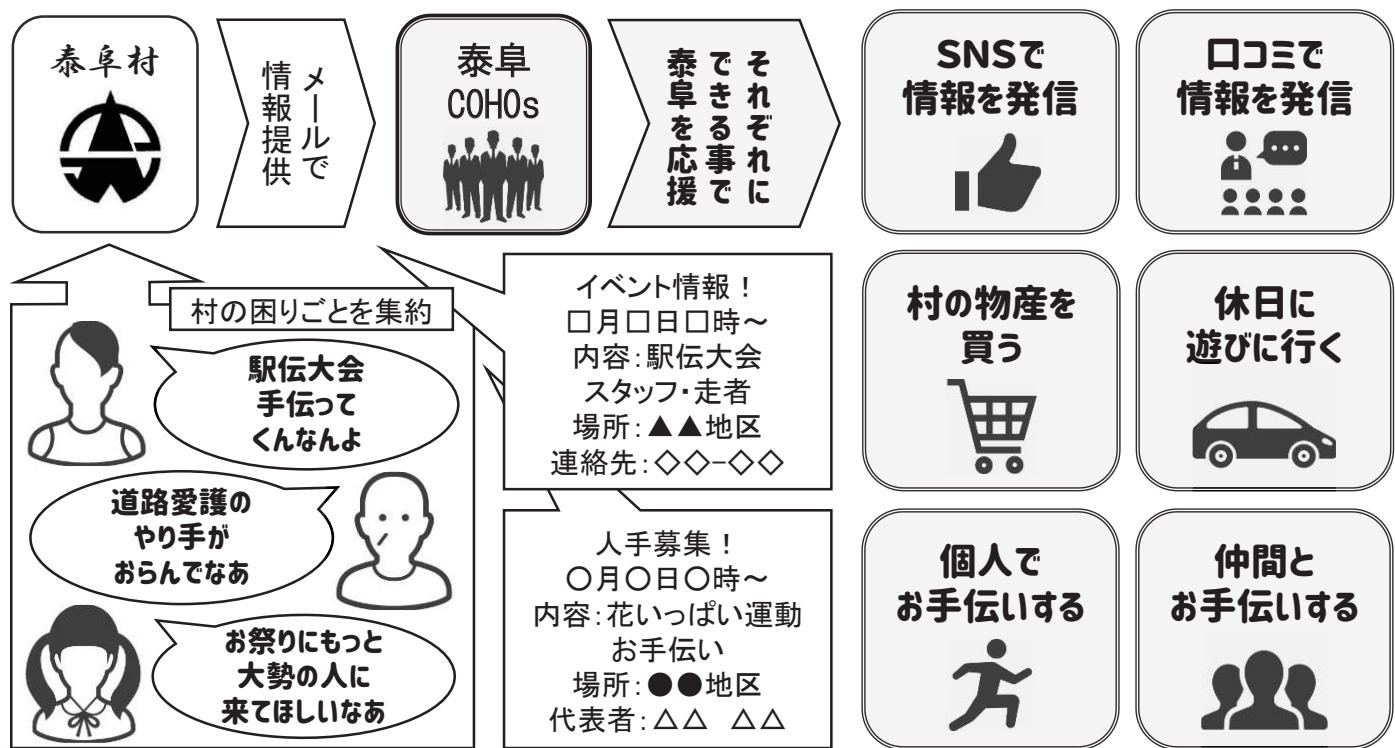 泰阜村
メールで
情報提供
泰阜
COHOs
それぞれに
できる事で
泰阜を応援
SNSで
情報を発信
口コミで
情報を発信
村の困りごとを集約
駅伝大会
手伝って
くんなんよ
道路愛護の
やり手が
おらんでなあ
お祭りにもっと
大勢の人に
来てほしいなあ
イベント情報！
□月□日□時～
内容：駅伝大会
スタッフ・走者
場所：▲▲地区
連絡先：◇◇-◇◇
人手募集！
○月○日○時～
内容：花いっぱい運動
お手伝い
場所：●●地区
代表者：△△　△△
村の物産を
買う
休日に
遊びに行く
個人で
お手伝いする
仲間と
お手伝いする